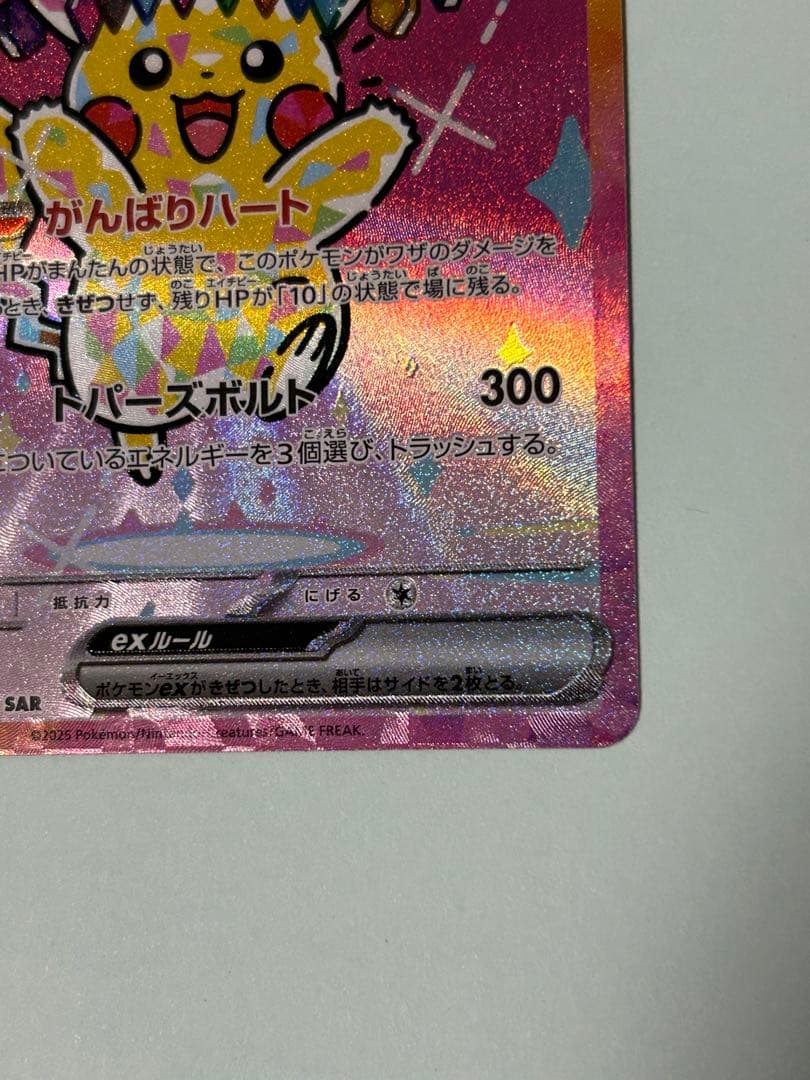 がんばりハート
HPがまんたんの状態で、このポケモンがワザのダメージを
とき、きぜつせず、残りHPが「10」の状態で場に残る。
トパーズボルト 300
についているエネルギーを3個選び、トラッシュする。
抵抗力 にげる
exルール
ポケモンexがきぜつしたとき、相手はサイドを2枚とる。
SAR
©2025 Pokémon/Nintendo/Creatures/GAME FREAK.